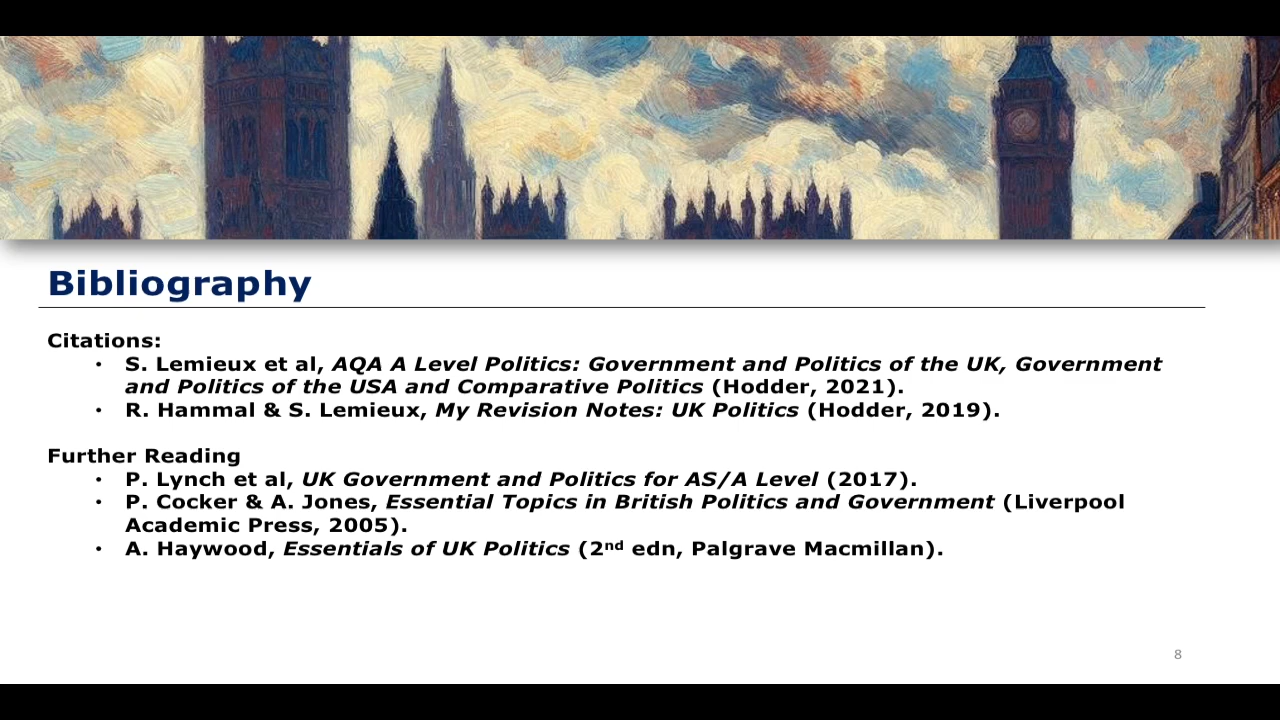 Bibliography
Citations:
• S. Lemieux et al, AQA A Level Politics: Government and Politics of the UK, Government
and Politics of the USA and Comparative Politics (Hodder, 2021).
• R. Hammal & S. Lemieux, My Revision Notes: UK Politics (Hodder, 2019).
Further Reading
• P. Lynch et al, UK Government and Politics for AS/A Level (2017).
• P. Cocker & A. Jones, Essential Topics in British Politics and Government (Liverpool
Academic Press, 2005).
• A. Haywood, Essentials of UK Politics (2nd edn, Palgrave Macmillan).
8